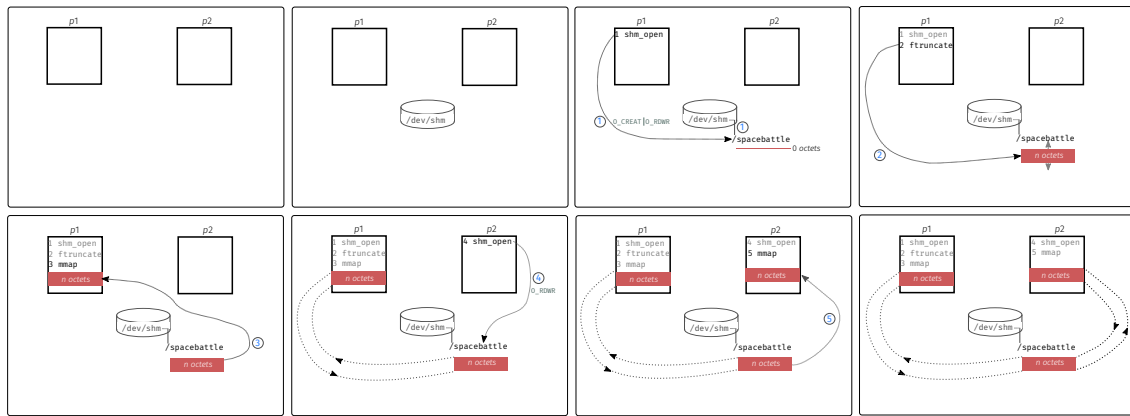 p1 p2
p1 p2
/dev/shm
p1 p2
1 shm_open
/dev/shm
1 O_CREAT|O_RDWR 1
/spacebattle
0 octets
p1 p2
1 shm_open
2 ftruncate
/dev/shm
/spacebattle
2 n octets
p1 p2
1 shm_open
2 ftruncate
3 mmap
n octets
/dev/shm
/spacebattle
3
n octets
p1 p2
1 shm_open 4 shm_open
2 ftruncate
3 mmap
n octets
4
O_RDWR
/dev/shm
/spacebattle
n octets
p1 p2
1 shm_open 4 shm_open
2 ftruncate 5 mmap
3 mmap
n octets n octets
/dev/shm 5
/spacebattle
n octets
p1 p2
1 shm_open 4 shm_open
2 ftruncate 5 mmap
3 mmap
n octets n octets
/dev/shm
/spacebattle
n octets